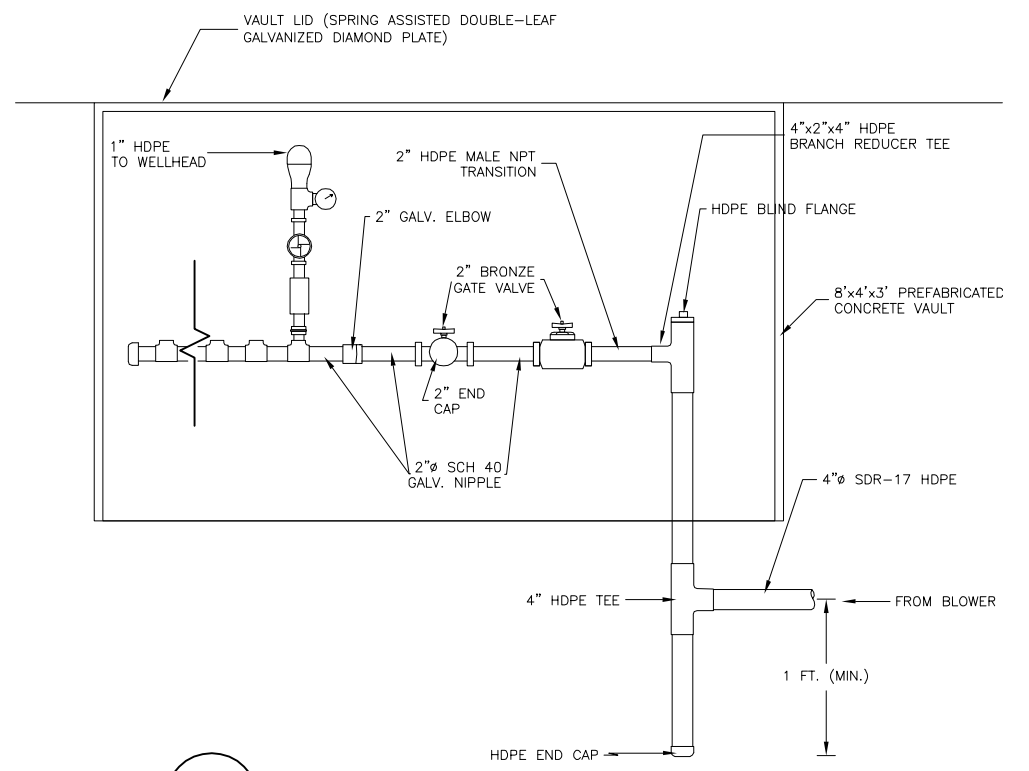 VAULT LID (SPRING ASSISTED DOUBLE-LEAF
GALVANIZED DIAMOND PLATE)
1" HDPE
TO WELLHEAD
2" HDPE MALE NPT
TRANSITION
4"x2"x4" HDPE
BRANCH REDUCER TEE
2" GALV. ELBOW
HDPE BLIND FLANGE
2" BRONZE
GATE VALVE
8'x4'x3' PREFABRICATED
CONCRETE VAULT
2" END
CAP
2"ø SCH 40
GALV. NIPPLE
4"ø SDR-17 HDPE
4" HDPE TEE
FROM BLOWER
1 FT. (MIN.)
HDPE END CAP